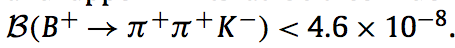 ℬ(B⁺ → π⁺π⁺K⁻) < 4.6 × 10⁻⁸.